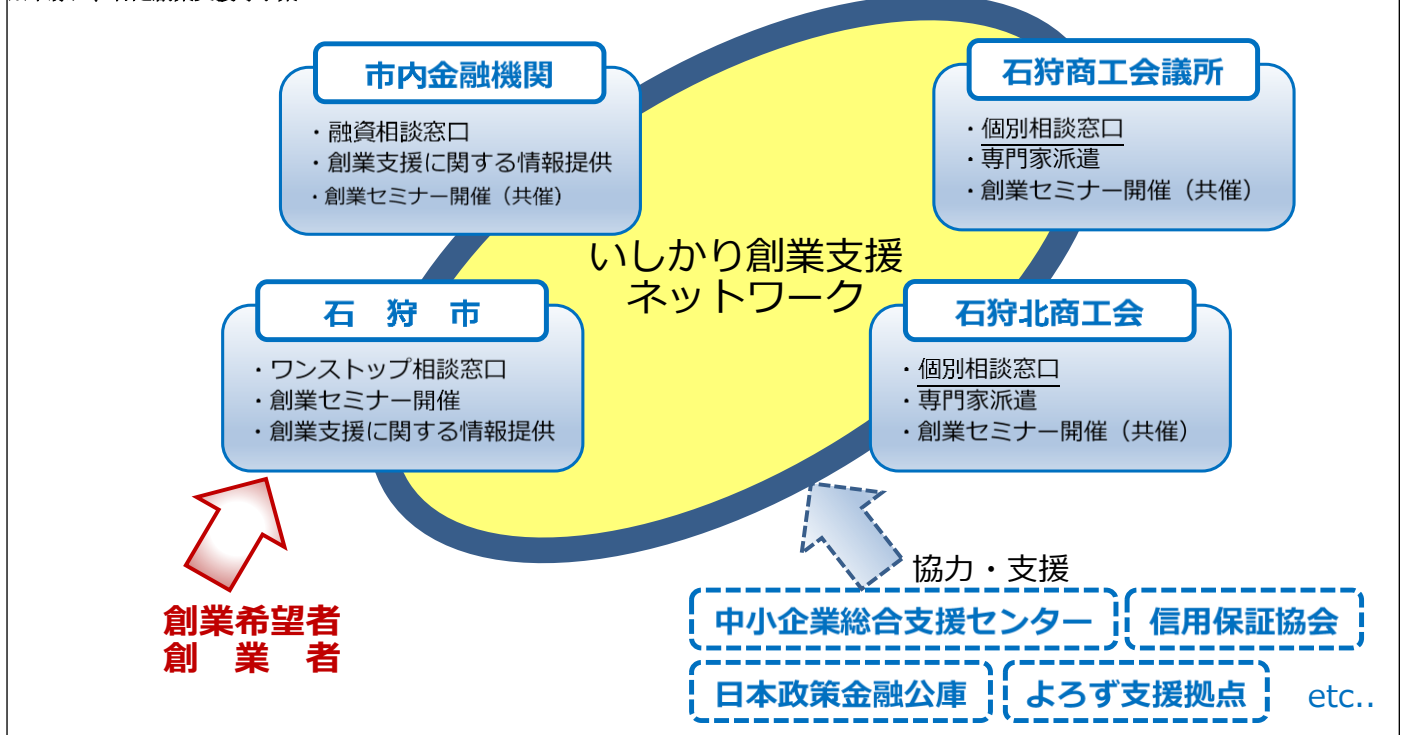 市内金融機関
・融資相談窓口
・創業支援に関する情報提供
・創業セミナー開催（共催）
石狩商工会議所
・個別相談窓口
・専門家派遣
・創業セミナー開催（共催）
いしかり創業支援
ネットワーク
石　狩　市
・ワンストップ相談窓口
・創業セミナー開催
・創業支援に関する情報提供
石狩北商工会
・個別相談窓口
・専門家派遣
・創業セミナー開催（共催）
創業希望者
創　業　者
協力・支援
中小企業総合支援センター
信用保証協会
日本政策金融公庫
よろず支援拠点
etc..